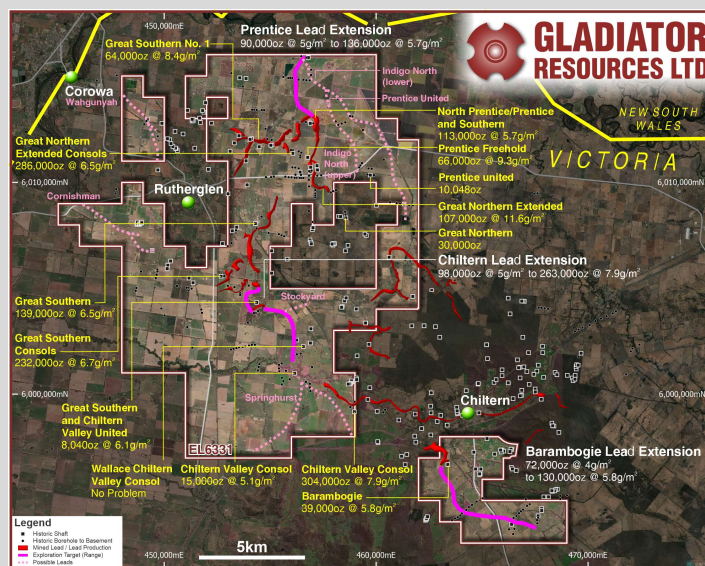 450,000mE
Prentice Lead Extension
90,000oz @ 5g/m² to 136,000oz @ 5.7g/m²
GLADIATOR
RESOURCES LTD
Great Southern No. 1
64,000oz @ 8.4g/m²
Indigo North
(lower)
Prentice United
Corowa
Wahgunyah
NEW SOUTH
WALES
VICTORIA
North Prentice/Prentice
and Southern
113,000oz @ 5.7g/m²
Great Northern
Extended Consols
286,000oz @ 6.5g/m²
Prentice Freehold
66,000oz @ 9.3g/m²
Indigo
North
(upper)
Prentice united
10,048oz
6,010,000mN
6,010,000mN
Rutherglen
Cornishman
Great Northern Extended
107,000oz @ 11.6g/m²
Great Northern
30,000oz
Chiltern Lead Extension
98,000oz @ 5g/m² to 263,000oz @ 7.9g/m²
Great Southern
139,000oz @ 6.5g/m²
Stockyard
Great Southern
Consols
232,000oz @ 6.7g/m²
6,000,000mN
6,000,000mN
Springhurst
Chiltern
Great Southern
and Chiltern
Valley United
8,040oz @ 6.1g/m²
EL6331
Barambogie Lead Extension
72,000oz @ 4g/m²
to 130,000oz @ 5.8g/m²
Wallace Chiltern
Valley Consol
No Problem
Chiltern Valley Consol
15,000oz @ 5.1g/m²
Chiltern Valley Consol
304,000oz @ 7.9g/m²
Barambogie
39,000oz @ 5.8g/m²
Legend
Historic Shaft
Historic Borehole to Basement
Mined Lead / Lead Production
Exploration Target (Range)
Possible Leads
450,000mE
5km
460,000mE
470,000mE